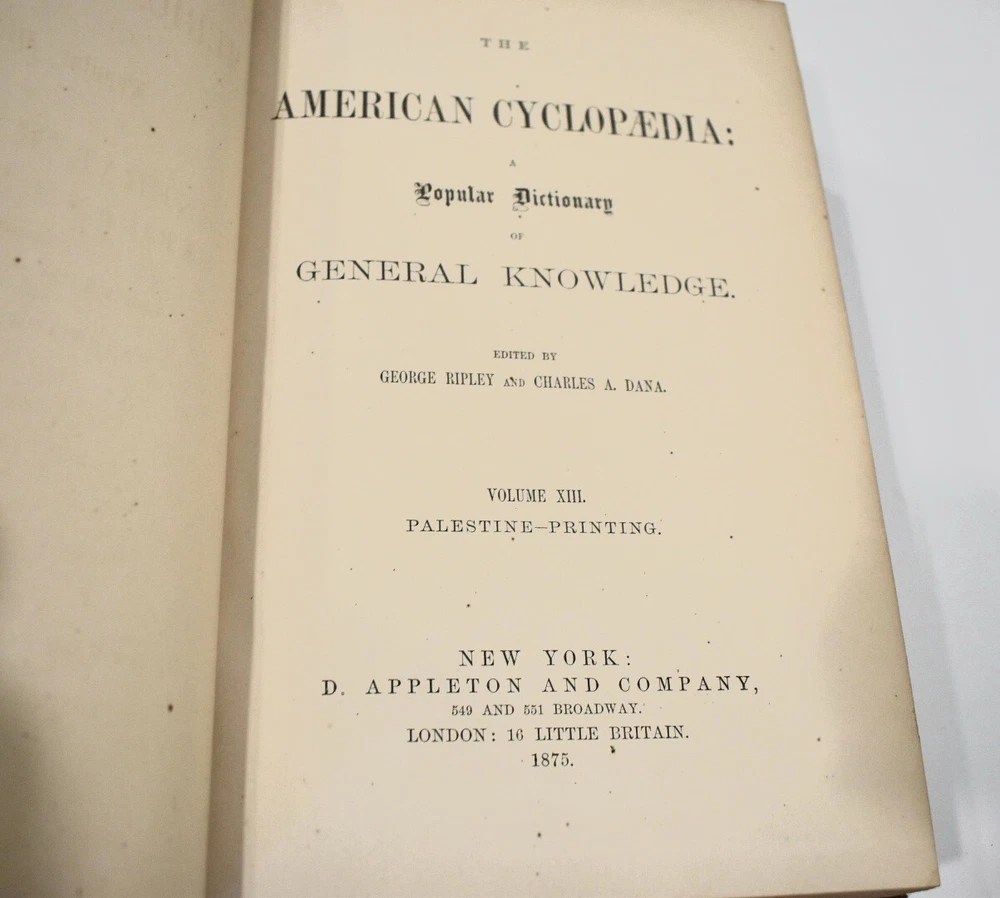 THE
AMERICAN CYCLOPÆDIA:
A
Popular Dictionary
OF
GENERAL KNOWLEDGE.
EDITED BY
GEORGE RIPLEY AND CHARLES A. DANA.
VOLUME XIII.
PALESTINE—PRINTING.
NEW YORK:
D. APPLETON AND COMPANY,
549 AND 551 BROADWAY.
LONDON: 16 LITTLE BRITAIN.
1875.